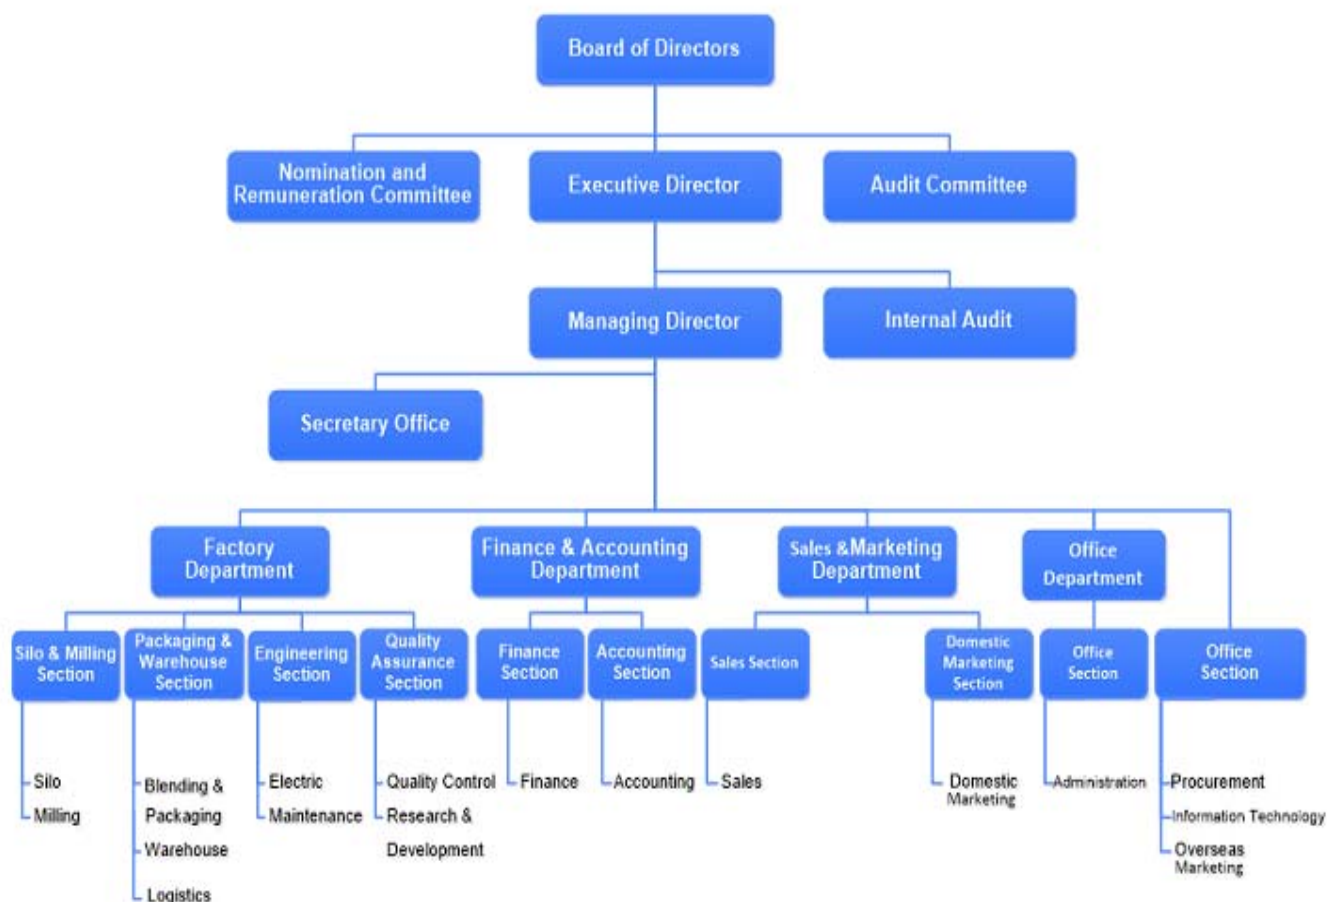 Board of Directors
Nomination and
Remuneration Committee
Executive Director
Audit Committee
Managing Director
Internal Audit
Secretary Office
Factory
Department
Finance & Accounting
Department
Sales &Marketing
Department
Office
Department
Silo & Milling
Section
Packaging &
Warehouse
Section
Engineering
Section
Quality
Assurance
Section
Finance
Section
Accounting
Section
Sales Section
Domestic
Marketing
Section
Office
Section
Office
Section
Silo
Milling
Blending &
Packaging
Warehouse
Logistics
Electric
Maintenance
Quality Control
Research &
Development
Finance
Accounting
Sales
Domestic
Marketing
Administration
Procurement
Information Technology
Overseas
Marketing